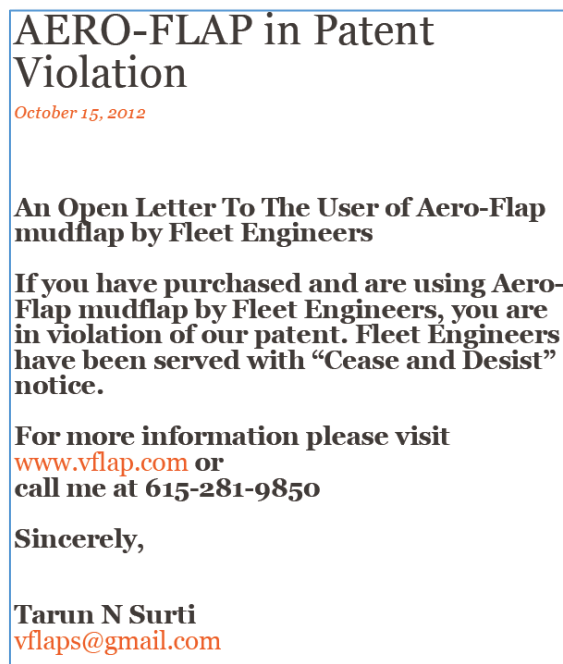 AERO-FLAP in Patent
Violation
October 15, 2012
An Open Letter To The User of Aero-Flap
mudflap by Fleet Engineers
If you have purchased and are using Aero-
Flap mudflap by Fleet Engineers, you are
in violation of our patent. Fleet Engineers
have been served with “Cease and Desist”
notice.
For more information please visit
www.vflap.com or
call me at 615-281-9850
Sincerely,
Tarun N Surti
vflaps@gmail.com